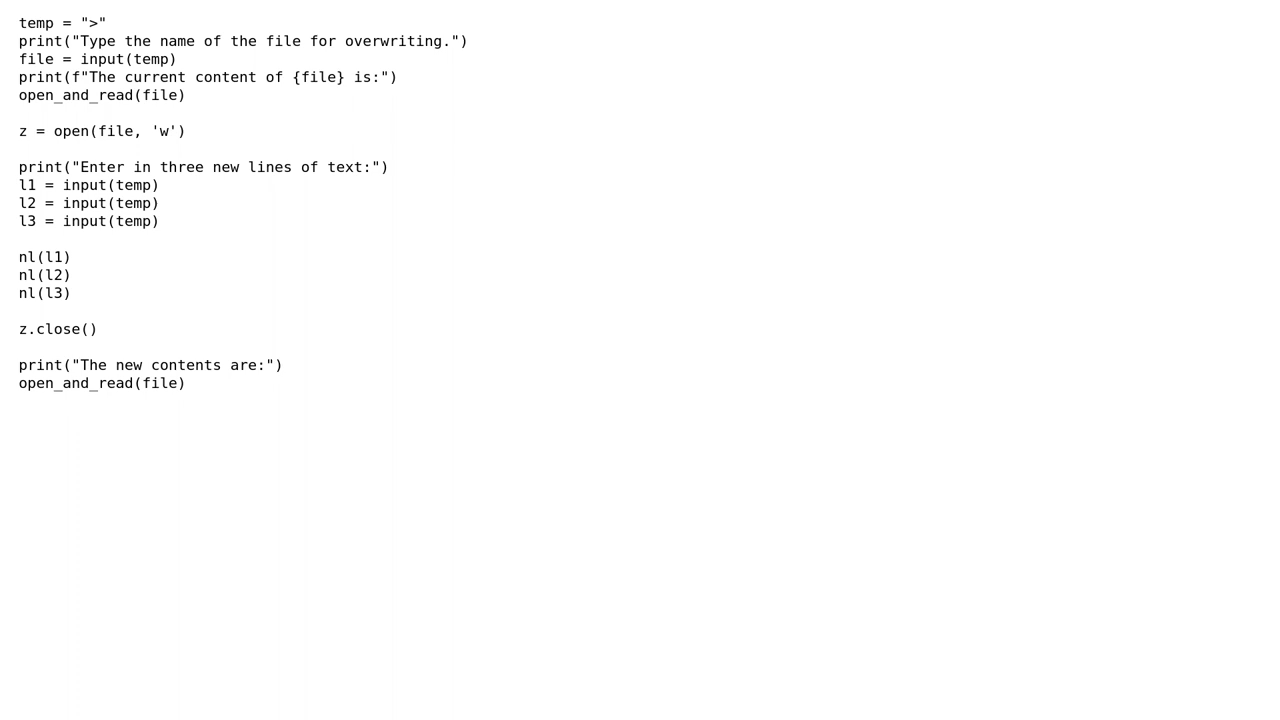 temp = ">"
print("Type the name of the file for overwriting.")
file = input(temp)
print(f"The current content of {file} is:")
open_and_read(file)

z = open(file, 'w')

print("Enter in three new lines of text:")
l1 = input(temp)
l2 = input(temp)
l3 = input(temp)

nl(l1)
nl(l2)
nl(l3)

z.close()

print("The new contents are:")
open_and_read(file)